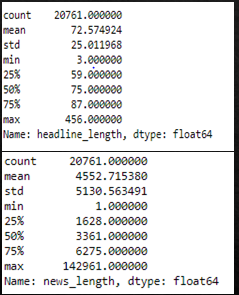 count 20761.000000
mean 72.574924
std 25.011968
min 3.000000
25% 59.000000
50% 75.000000
75% 87.000000
max 456.000000
Name: headline_length, dtype: float64
count 20761.000000
mean 4552.715380
std 5130.563491
min 1.000000
25% 1628.000000
50% 3361.000000
75% 6275.000000
max 142961.000000
Name: news_length, dtype: float64